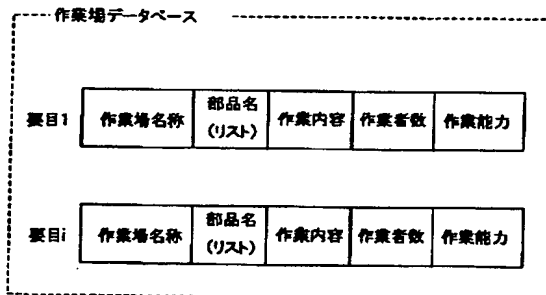 作業場データベース
要目1 作業場名称 部品名(リスト) 作業内容 作業者数 作業能力
要目i 作業場名称 部品名(リスト) 作業内容 作業者数 作業能力